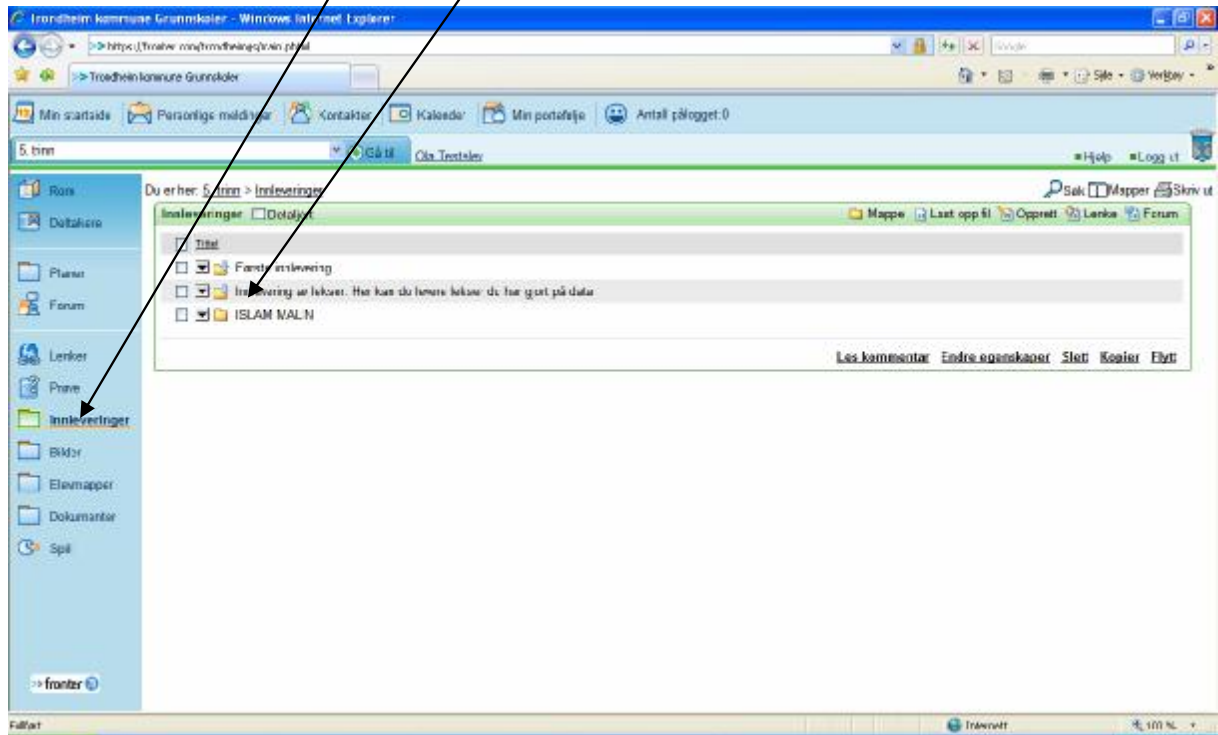 Trondheim kommune Grunnskoler - Windows Internet Explorer
Trondheim kommune Grunnskoler
Side Verktøy
Min startside Personlige meldinger Kontakter Kalender Min portefølje Antall pålogget:0
5. trinn Gå til Ola Testelev Hjelp Logg ut
Rom
Du er her: 5. trinn > Innleveringer Søk Mapper Skriv ut
Innleveringer Detaljert Mappe Last opp fil Opprett Lenke Forum
Deltakere
Tittel
Planer
Første innlevering
Innlevering av lekser. Her kan du levere lekser du har gjort på data
Forum
ISLAM MALIN
Lenker
Les kommentar Endre egenskaper Slett Kopier Flytt
Prøve
Innleveringer
Bilder
Elevmapper
Dokumenter
Spill
fronter
Fullført Internett 100 %